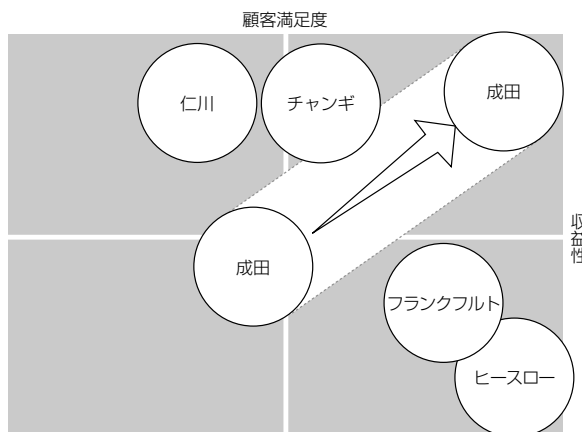 顧客満足度
仁川
チャンギ
成田
収益性
成田
フランクフルト
ヒースロー